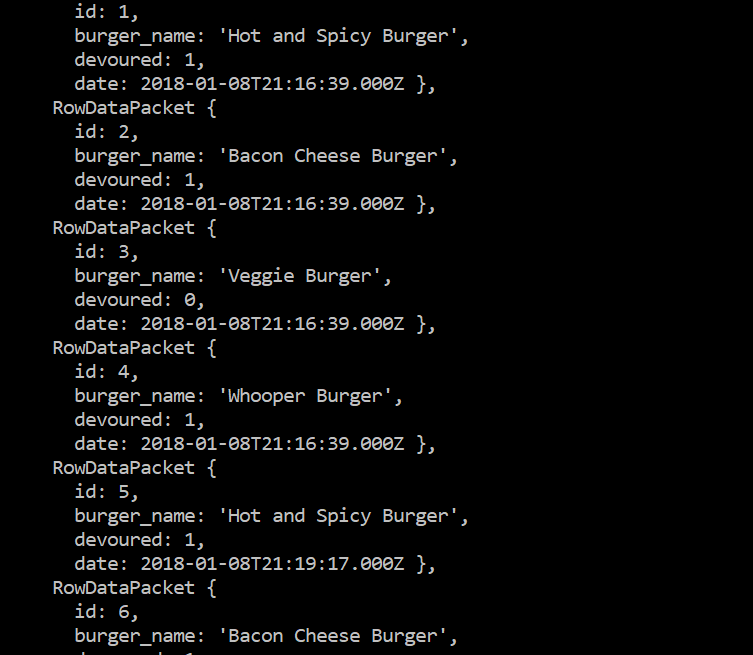 id: 1,
burger_name: 'Hot and Spicy Burger',
devoured: 1,
date: 2018-01-08T21:16:39.000Z },
RowDataPacket {
id: 2,
burger_name: 'Bacon Cheese Burger',
devoured: 1,
date: 2018-01-08T21:16:39.000Z },
RowDataPacket {
id: 3,
burger_name: 'Veggie Burger',
devoured: 0,
date: 2018-01-08T21:16:39.000Z },
RowDataPacket {
id: 4,
burger_name: 'Whooper Burger',
devoured: 1,
date: 2018-01-08T21:16:39.000Z },
RowDataPacket {
id: 5,
burger_name: 'Hot and Spicy Burger',
devoured: 1,
date: 2018-01-08T21:19:17.000Z },
RowDataPacket {
id: 6,
burger_name: 'Bacon Cheese Burger',